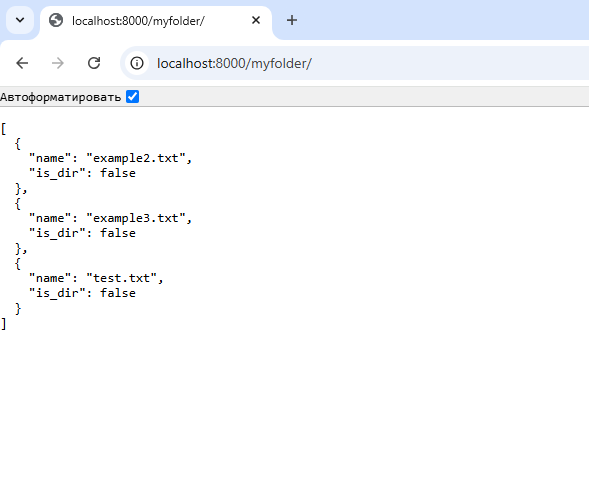 localhost:8000/myfolder/
localhost:8000/myfolder/
Автоформатировать
[
  {
    "name": "example2.txt",
    "is_dir": false
  },
  {
    "name": "example3.txt",
    "is_dir": false
  },
  {
    "name": "test.txt",
    "is_dir": false
  }
]